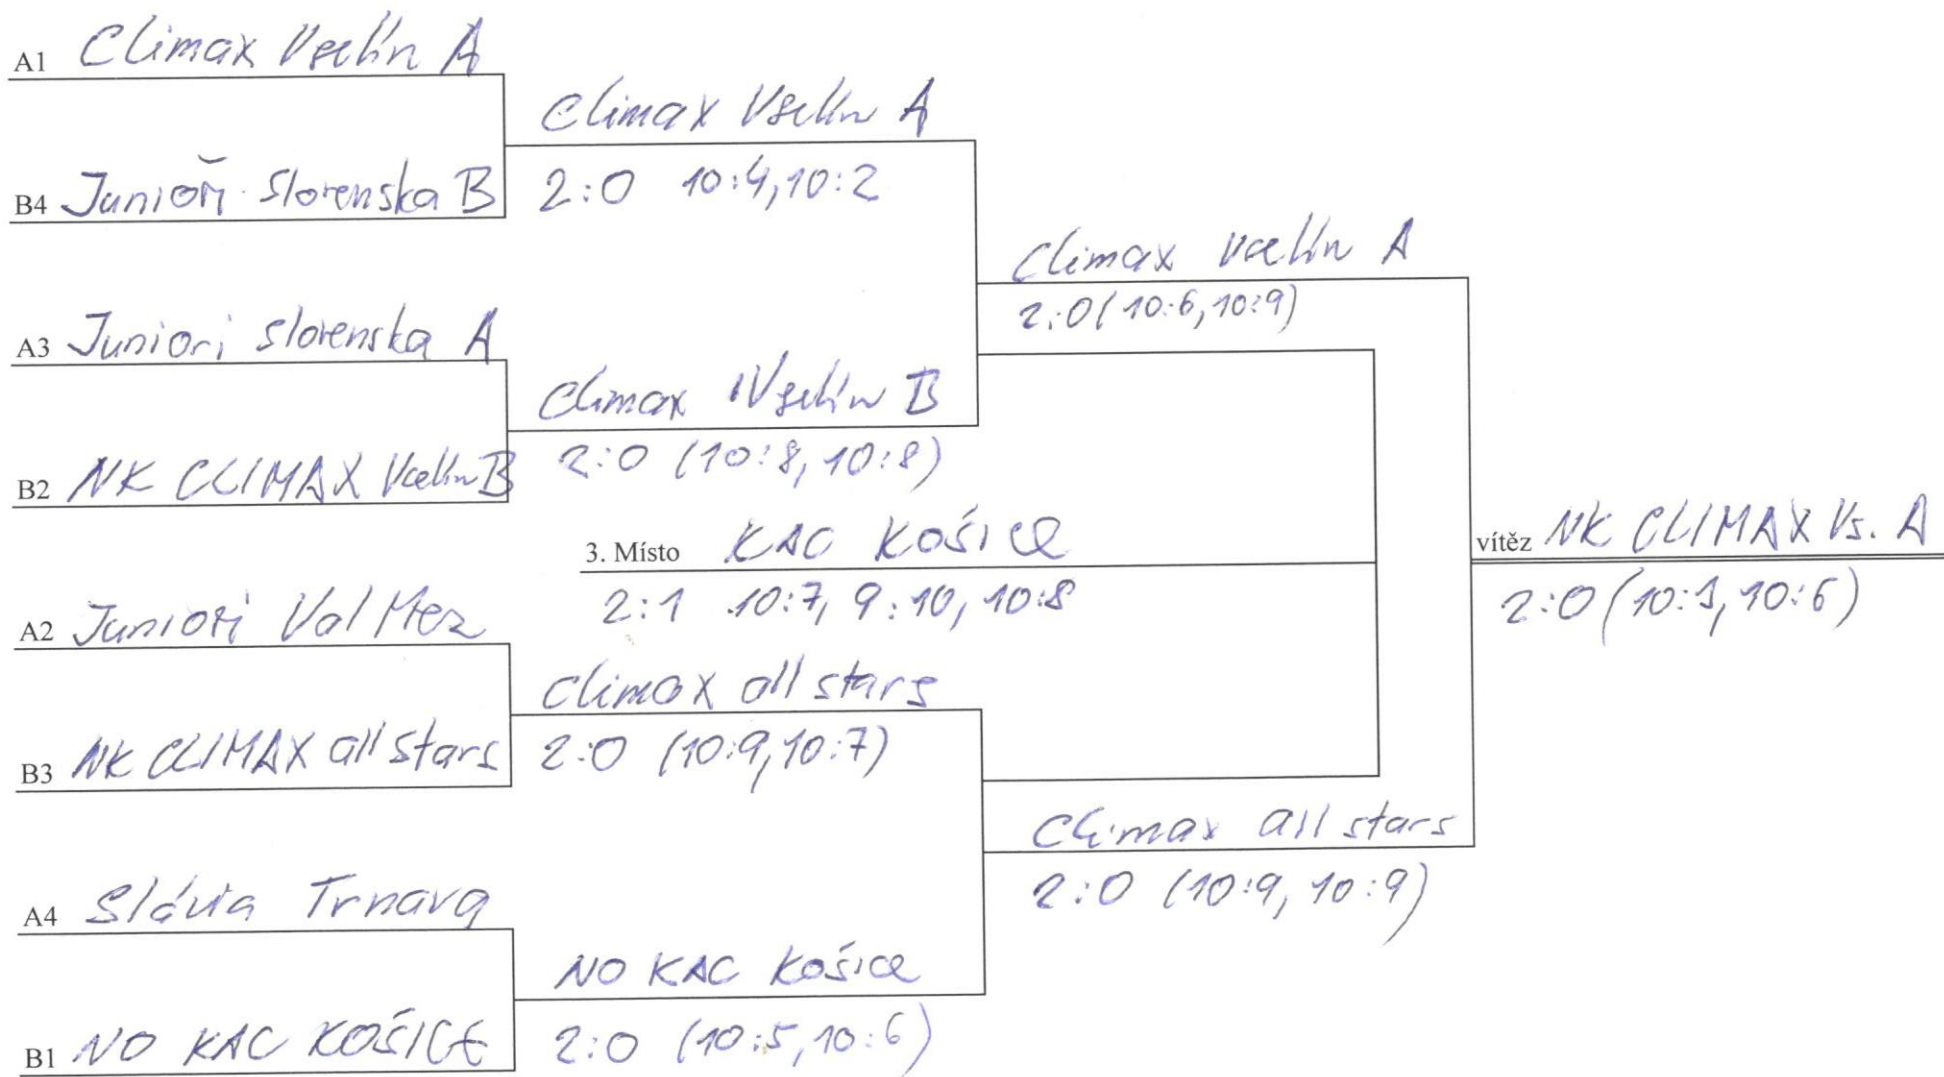 A1 Climax Vsetín A
Climax Vsetín A
B4 Junioři Slovenska B
2:0 10:4, 10:2
Climax Vsetín A
2:0 (10:6, 10:9)
A3 Juniori Slovenska A
Climax Vsetín B
B2 NK CLIMAX Vsetín B
2:0 (10:8, 10:8)
3. Místo KAC KOŠICE
2:1 10:7, 9:10, 10:8
vítěz NK CLIMAX Vs. A
2:0 (10: , 10:6)
A2 Junioři Val Mez
Climax all stars
B3 NK CLIMAX all stars
2:0 (10:9, 10:7)
Climax all stars
2:0 (10:9, 10:9)
A4 Slávia Trnava
NO KAC Košice
B1 NO KAC KOŠICE
2:0 (10:5, 10:6)